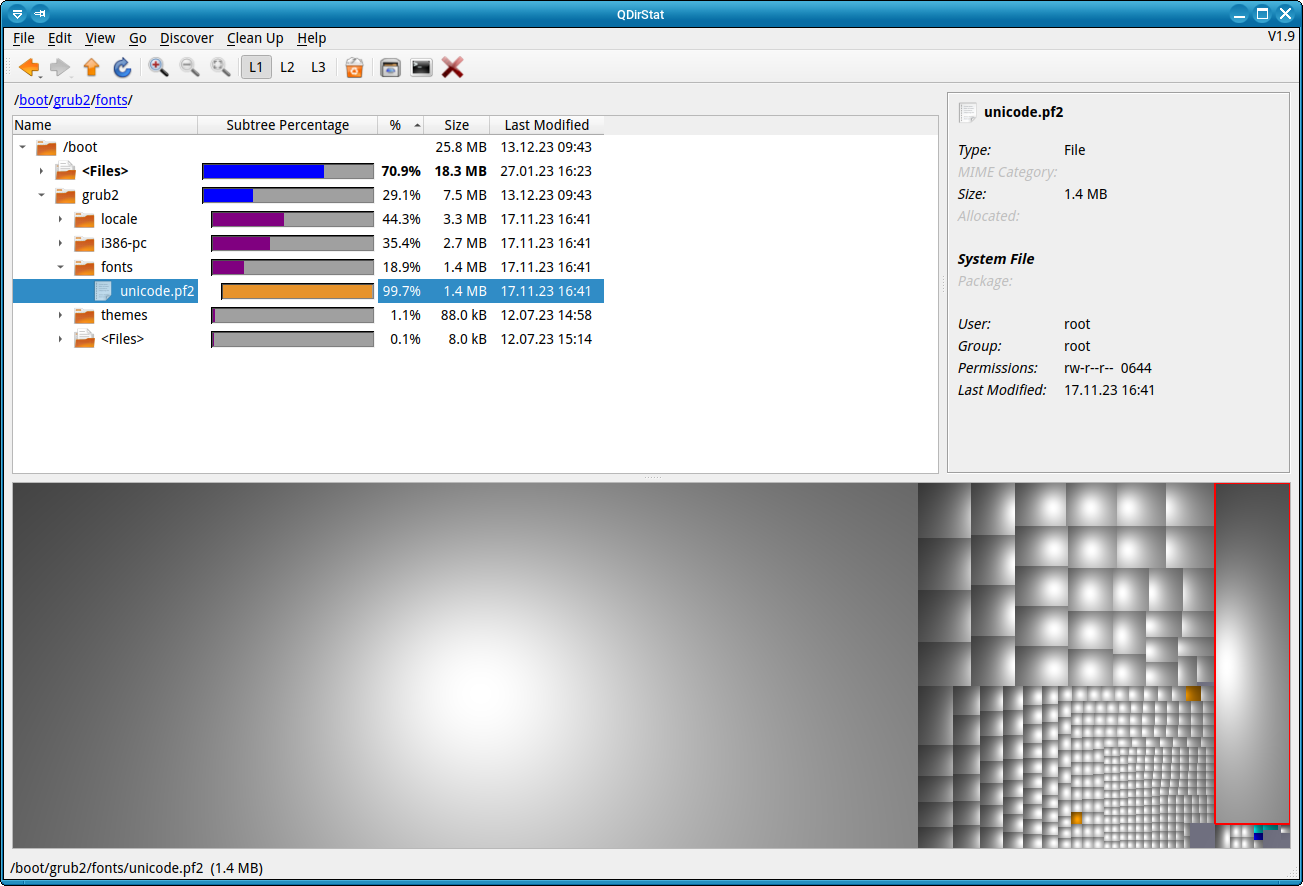 QDirStat
File Edit View Go Discover Clean Up Help V1.9
L1 L2 L3
/boot/grub2/fonts/
Name Subtree Percentage % Size Last Modified
/boot 25.8 MB 13.12.23 09:43
<Files> 70.9% 18.3 MB 27.01.23 16:23
grub2 29.1% 7.5 MB 13.12.23 09:43
locale 44.3% 3.3 MB 17.11.23 16:41
i386-pc 35.4% 2.7 MB 17.11.23 16:41
fonts 18.9% 1.4 MB 17.11.23 16:41
unicode.pf2 99.7% 1.4 MB 17.11.23 16:41
themes 1.1% 88.0 kB 12.07.23 14:58
<Files> 0.1% 8.0 kB 12.07.23 15:14
unicode.pf2
Type: File
MIME Category:
Size: 1.4 MB
Allocated:
System File
Package:
User: root
Group: root
Permissions: rw-r--r-- 0644
Last Modified: 17.11.23 16:41
/boot/grub2/fonts/unicode.pf2 (1.4 MB)